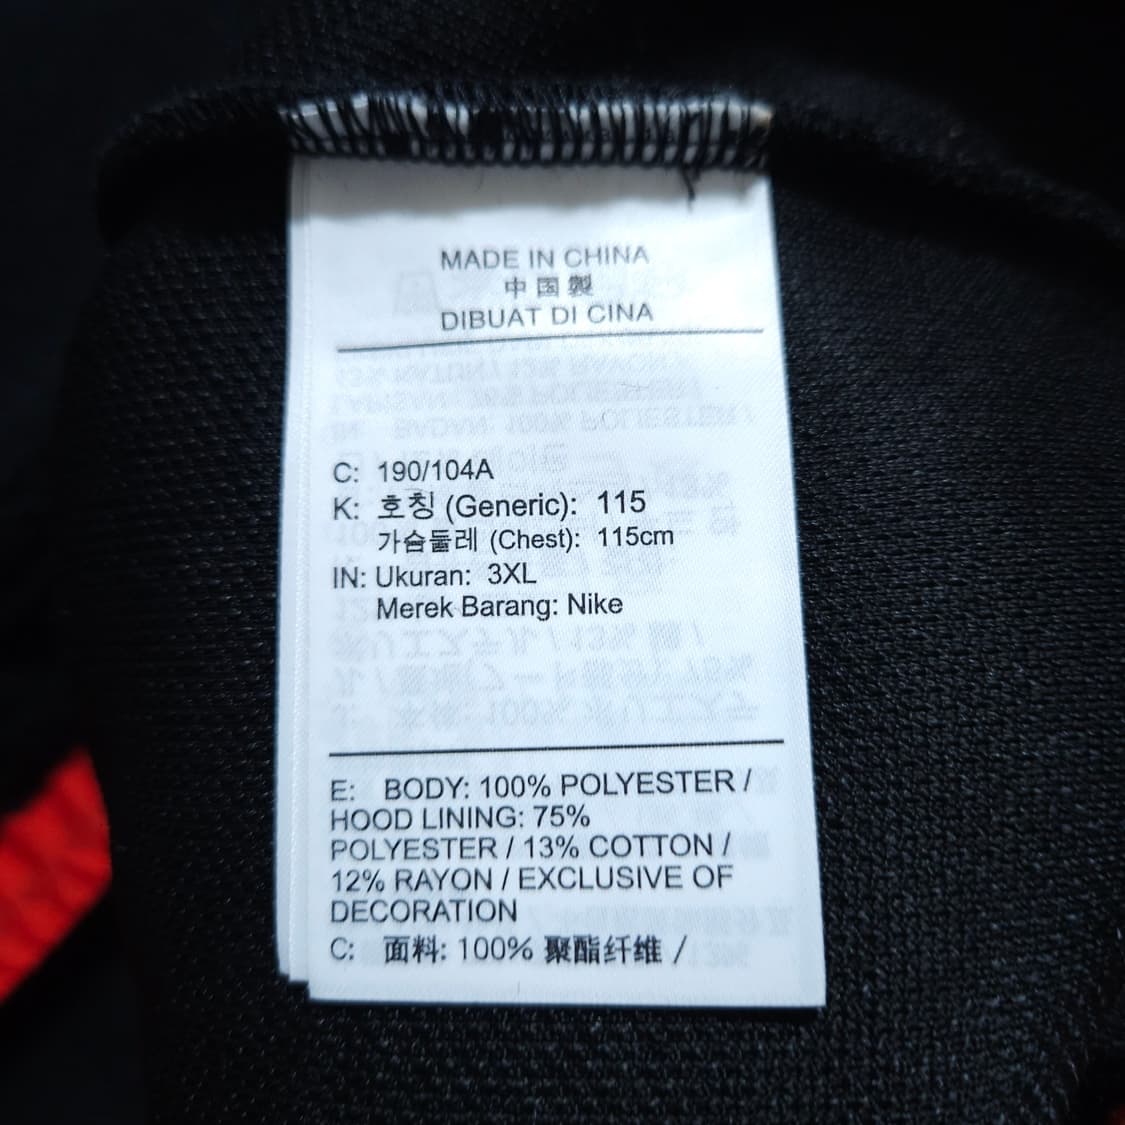 MADE IN CHINA
中国製
DIBUAT DI CINA
C: 190/104A
K: 호칭 (Generic): 115
가슴둘레 (Chest): 115cm
IN: Ukuran: 3XL
Merek Barang: Nike
E: BODY: 100% POLYESTER /
HOOD LINING: 75%
POLYESTER / 13% COTTON /
12% RAYON / EXCLUSIVE OF
DECORATION
C: 面料: 100% 聚酯纤维 /